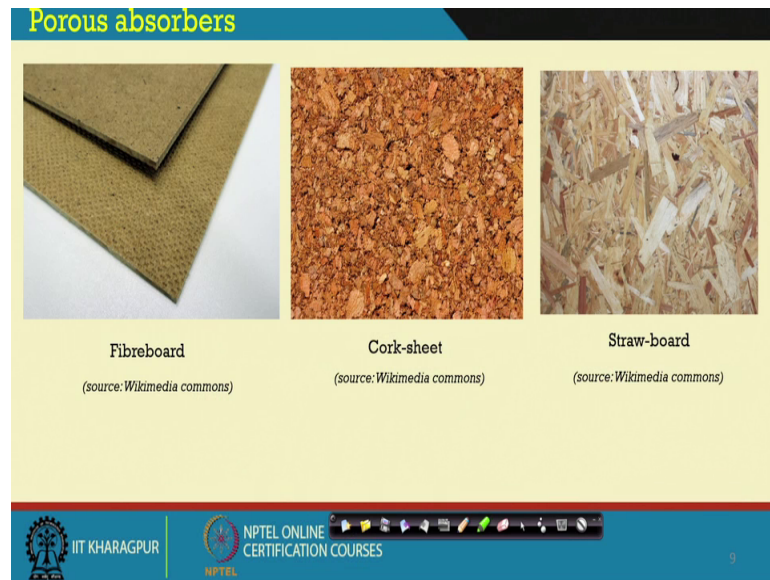 Porous absorbers
Fibreboard
(source:Wikimedia commons)
Cork-sheet
(source:Wikimedia commons)
Straw-board
(source:Wikimedia commons)
IIT KHARAGPUR
NPTEL
NPTEL ONLINE
CERTIFICATION COURSES
9